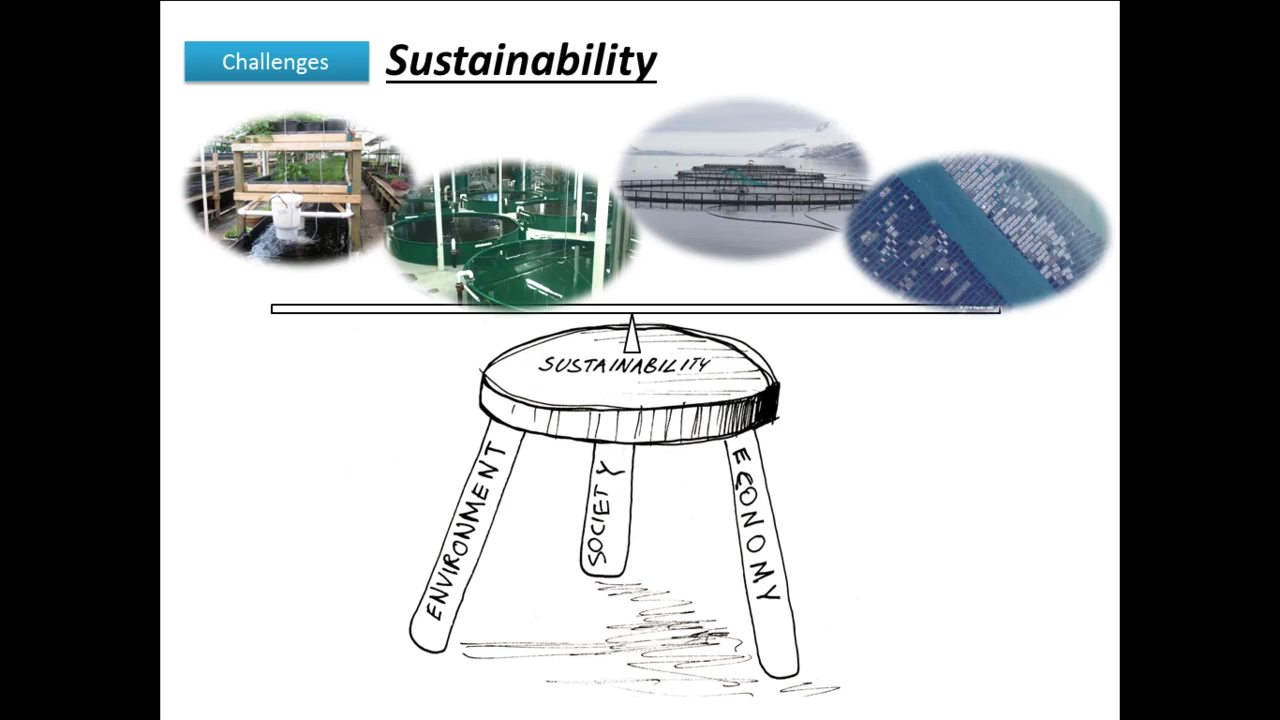 Challenges
Sustainability
SUSTAINABILITY
ENVIRONMENT
SOCIETY
ECONOMY